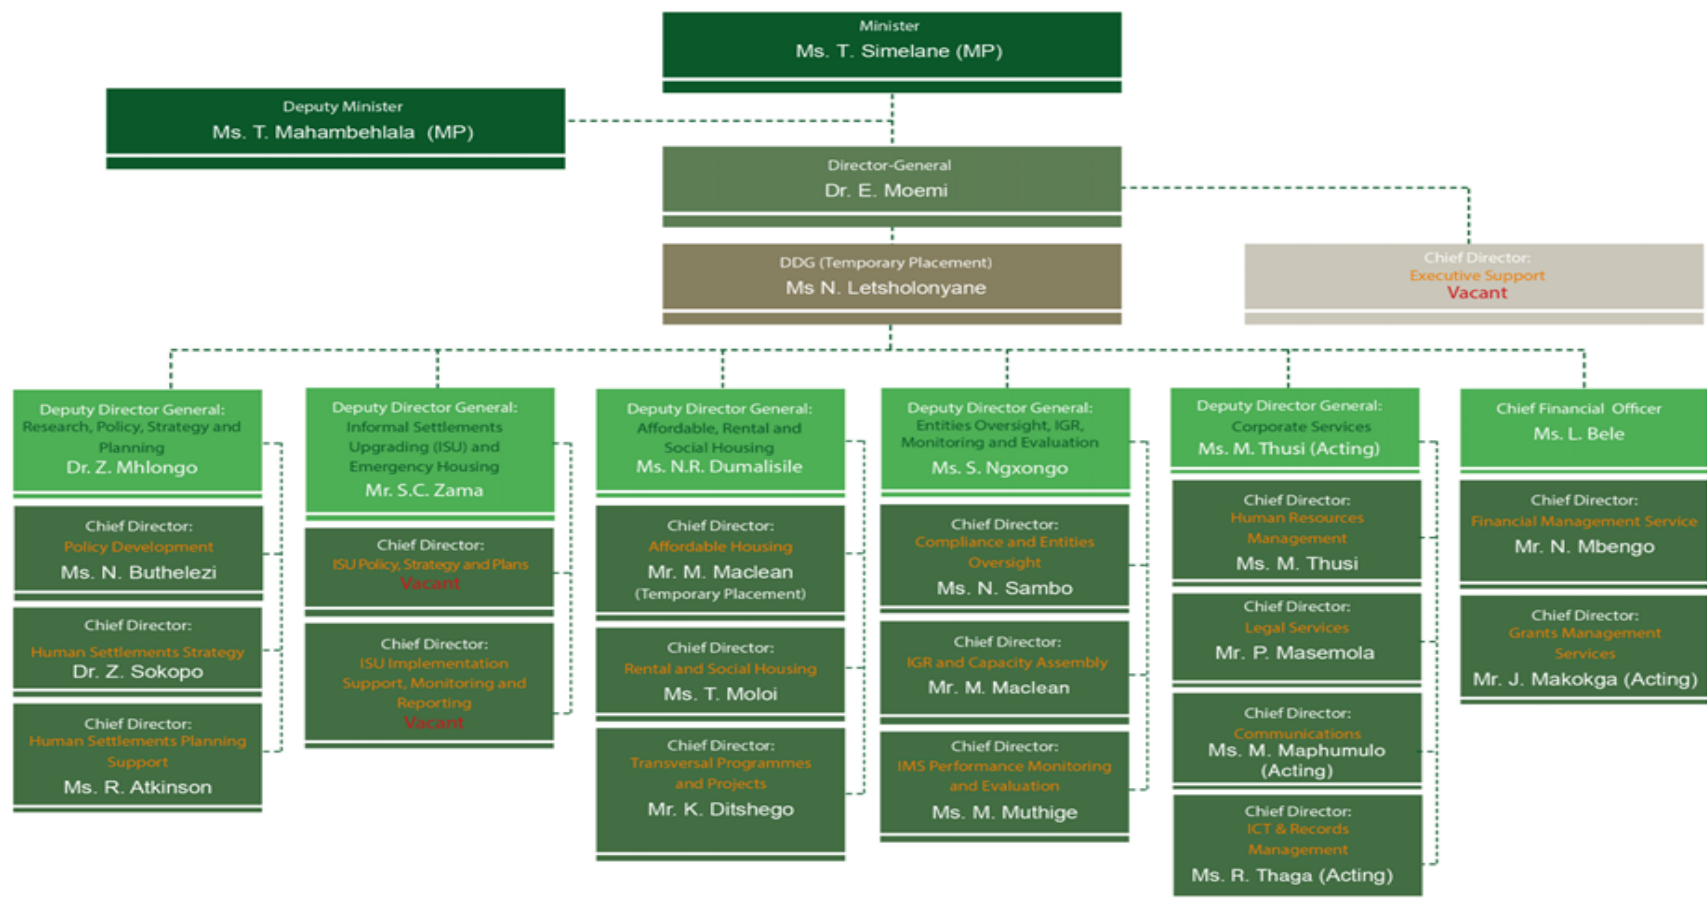 Minister
Ms. T. Simelane (MP)
Deputy Minister
Ms. T. Mahambehlala (MP)
Director-General
Dr. E. Moemi
DDG (Temporary Placement)
Ms N. Letsholonyane
Chief Director:
Executive Support
Vacant
Deputy Director General:
Research, Policy, Strategy and
Planning
Dr. Z. Mhlongo
Chief Director:
Policy Development
Ms. N. Buthelezi
Chief Director:
Human Settlements Strategy
Dr. Z. Sokopo
Chief Director:
Human Settlements Planning
Support
Ms. R. Atkinson
Deputy Director General:
Informal Settlements
Upgrading (ISU) and
Emergency Housing
Mr. S.C. Zama
Chief Director:
ISU Policy, Strategy and Plans
Vacant
Chief Director:
ISU Implementation
Support, Monitoring and
Reporting
Vacant
Deputy Director General:
Affordable, Rental and
Social Housing
Ms. N.R. Dumalisile
Chief Director:
Affordable Housing
Mr. M. Maclean
(Temporary Placement)
Chief Director:
Rental and Social Housing
Ms. T. Moloi
Chief Director:
Transversal Programmes
and Projects
Mr. K. Ditshego
Deputy Director General:
Entities Oversight, IGR,
Monitoring and Evaluation
Ms. S. Ngxongo
Chief Director:
Compliance and Entities
Oversight
Ms. N. Sambo
Chief Director:
IGR and Capacity Assembly
Mr. M. Maclean
Chief Director:
IMS Performance Monitoring
and Evaluation
Ms. M. Muthige
Deputy Director General:
Corporate Services
Ms. M. Thusi (Acting)
Chief Director:
Human Resources
Management
Ms. M. Thusi
Chief Director:
Legal Services
Mr. P. Masemola
Chief Director:
Communications
Ms. M. Maphumulo
(Acting)
Chief Director:
ICT & Records
Management
Ms. R. Thaga (Acting)
Chief Financial Officer
Ms. L. Bele
Chief Director:
Financial Management Service
Mr. N. Mbengo
Chief Director:
Grants Management
Services
Mr. J. Makokga (Acting)